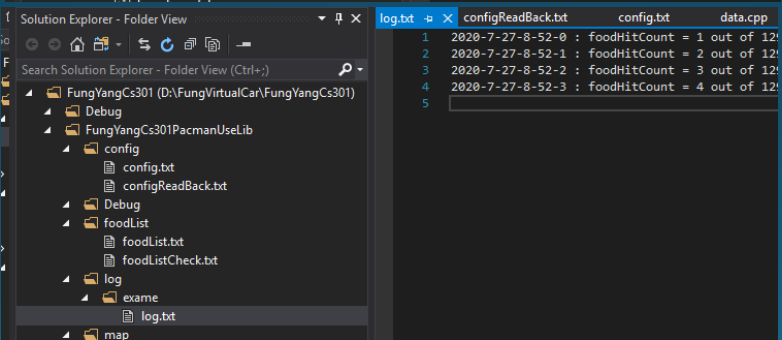 Solution Explorer - Folder View
Search Solution Explorer - Folder View (Ctrl+;)
FungYangCs301 (D:\FungVirtualCar\FungYangCs301)
Debug
FungYangCs301PacmanUseLib
config
config.txt
configReadBack.txt
Debug
foodList
foodList.txt
foodListCheck.txt
log
exame
log.txt
map
log.txt configReadBack.txt config.txt data.cpp
1 2020-7-27-8-52-0 : foodHitCount = 1 out of 129
2 2020-7-27-8-52-1 : foodHitCount = 2 out of 129
3 2020-7-27-8-52-2 : foodHitCount = 3 out of 129
4 2020-7-27-8-52-3 : foodHitCount = 4 out of 129
5